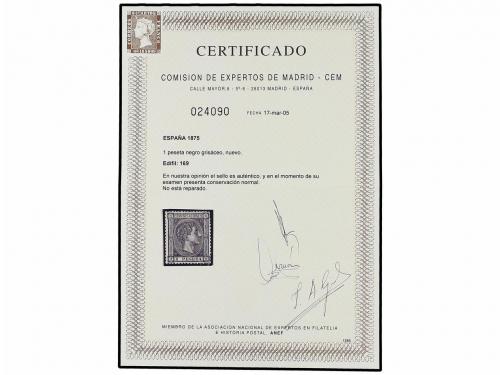 CERTIFICADO
COMISION DE EXPERTOS DE MADRID - CEM
CALLE MAYOR, 6 - 5º-6 - 28013 MADRID - ESPAÑA
024090
FECHA 17-mar-05
ESPAÑA 1875
1 peseta negro grisáceo, nuevo.
Edifil: 169
En nuestra opinión el sello es auténtico, y en el momento de su
examen presenta conservación normal.
No está reparado.
COMUNICACIONES
1 PESETA
MIEMBRO DE LA ASOCIACION NACIONAL DE EXPERTOS EN FILATELIA
E HISTORIA POSTAL, ANEF